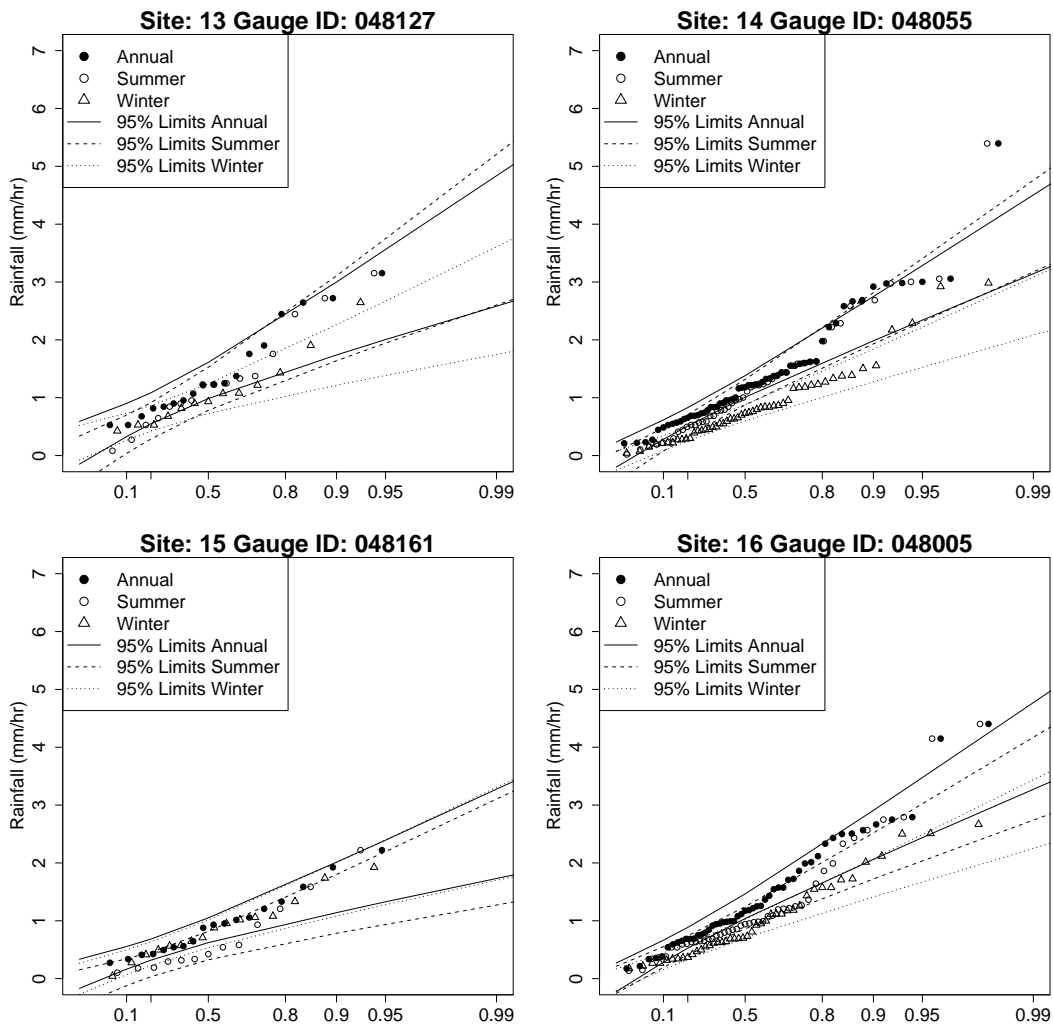 Site: 13 Gauge ID: 048127
Annual
Summer
Winter
95% Limits Annual
95% Limits Summer
95% Limits Winter
Rainfall (mm/hr)
0 1 2 3 4 5 6 7
0.1 0.5 0.8 0.9 0.95 0.99
Site: 14 Gauge ID: 048055
Annual
Summer
Winter
95% Limits Annual
95% Limits Summer
95% Limits Winter
Rainfall (mm/hr)
0 1 2 3 4 5 6 7
0.1 0.5 0.8 0.9 0.95 0.99
Site: 15 Gauge ID: 048161
Annual
Summer
Winter
95% Limits Annual
95% Limits Summer
95% Limits Winter
Rainfall (mm/hr)
0 1 2 3 4 5 6 7
0.1 0.5 0.8 0.9 0.95 0.99
Site: 16 Gauge ID: 048005
Annual
Summer
Winter
95% Limits Annual
95% Limits Summer
95% Limits Winter
Rainfall (mm/hr)
0 1 2 3 4 5 6 7
0.1 0.5 0.8 0.9 0.95 0.99